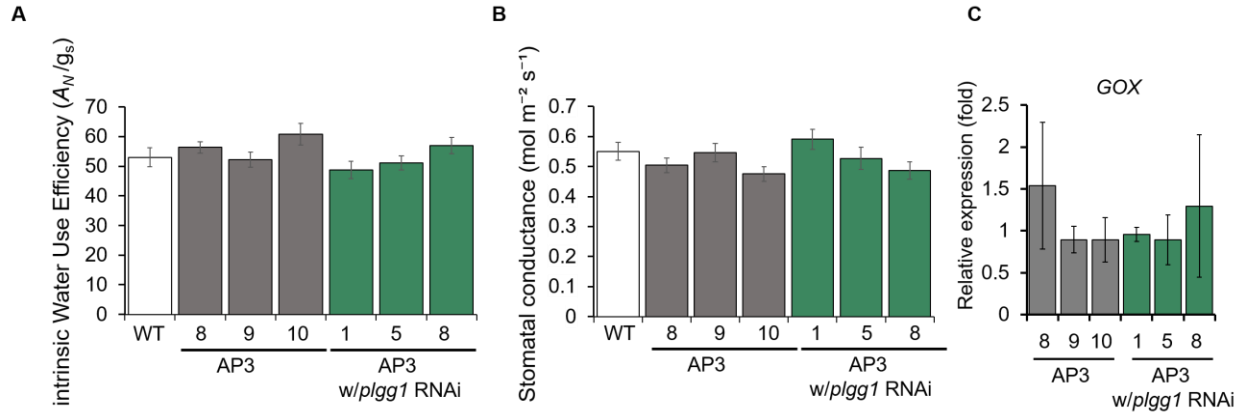 A
intrinsic Water Use Efficiency (A_N /g_s)
70
60
50
40
30
20
10
0
WT 8 9 10 1 5 8
AP3 AP3
w/plgg1 RNAi
B
Stomatal conductance (mol m⁻² s⁻¹)
0.7
0.6
0.5
0.4
0.3
0.2
0.1
0
WT 8 9 10 1 5 8
AP3 AP3
w/plgg1 RNAi
C
GOX
Relative expression (fold)
2.5
2
1.5
1
0.5
0
8 9 10 1 5 8
AP3 AP3
w/plgg1 RNAi